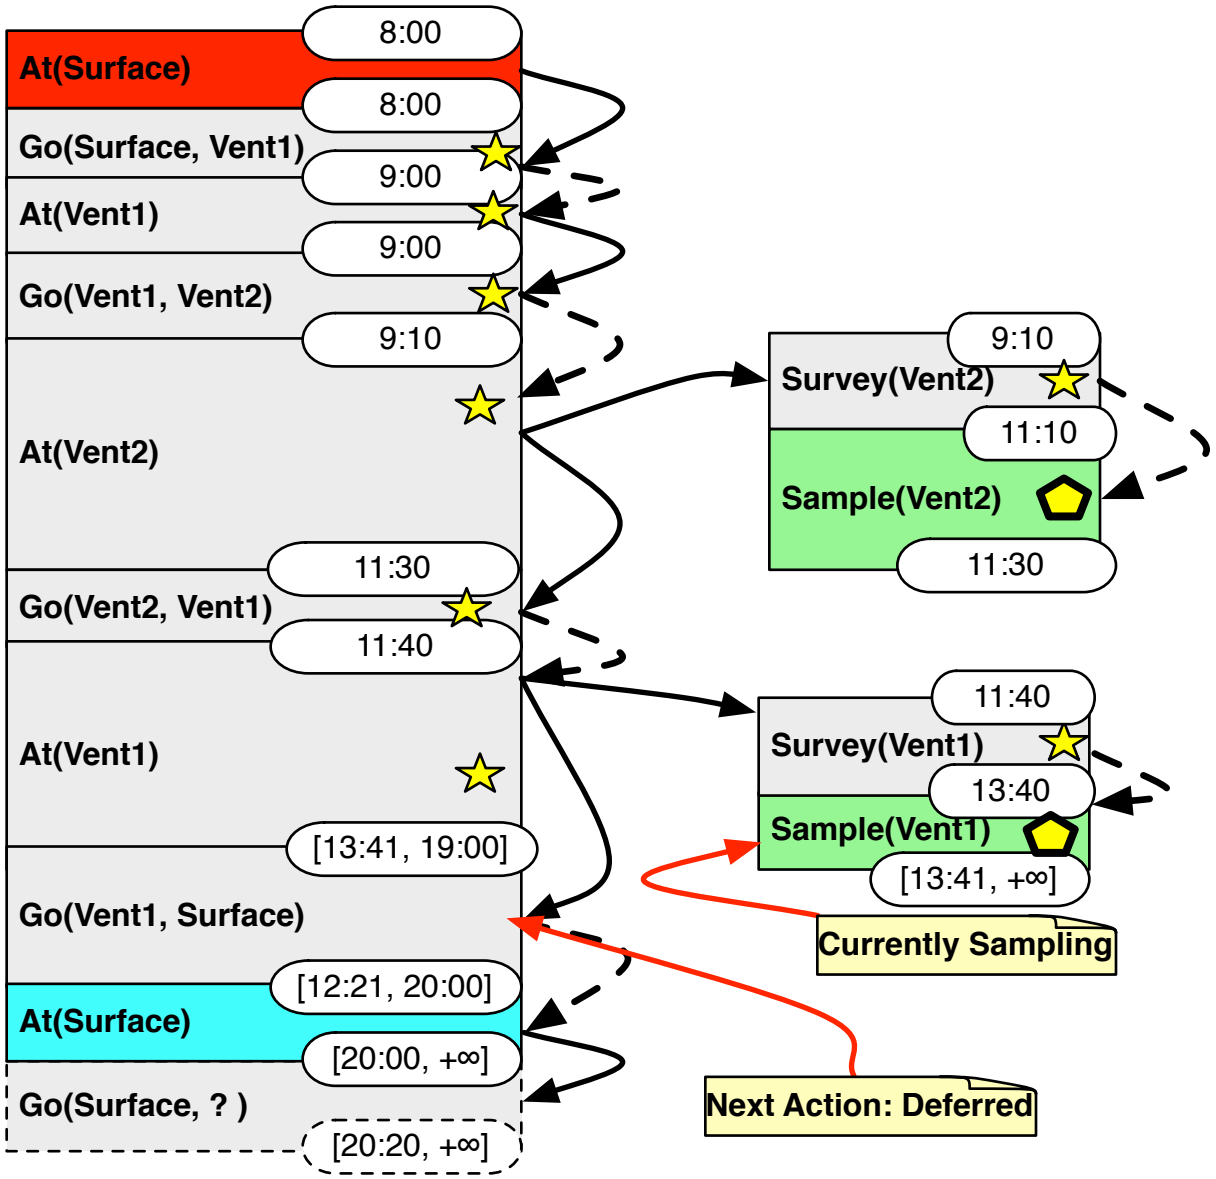 8:00
At(Surface)
8:00
Go(Surface, Vent1)
9:00
At(Vent1)
9:00
Go(Vent1, Vent2)
9:10
At(Vent2)
11:30
Go(Vent2, Vent1)
11:40
At(Vent1)
[13:41, 19:00]
Go(Vent1, Surface)
[12:21, 20:00]
At(Surface)
[20:00, +∞]
Go(Surface, ? )
[20:20, +∞]
9:10
Survey(Vent2)
11:10
Sample(Vent2)
11:30
11:40
Survey(Vent1)
13:40
Sample(Vent1)
[13:41, +∞]
Currently Sampling
Next Action: Deferred